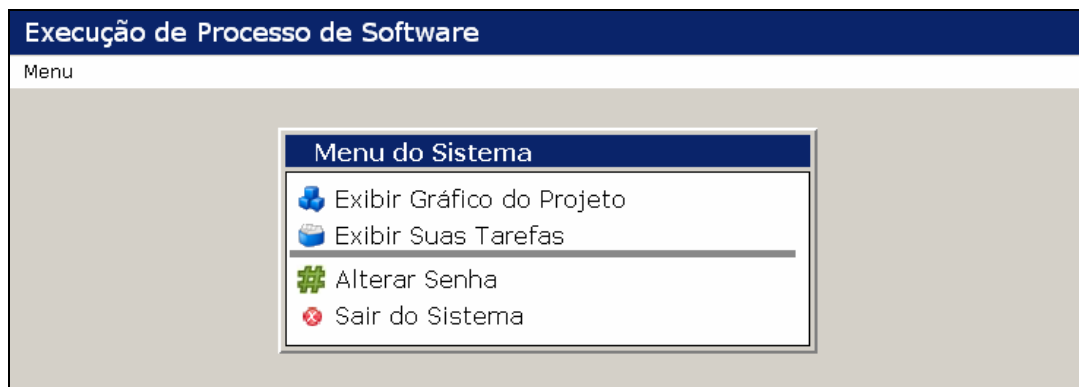 Execução de Processo de Software
Menu
Menu do Sistema
Exibir Gráfico do Projeto
Exibir Suas Tarefas
Alterar Senha
Sair do Sistema